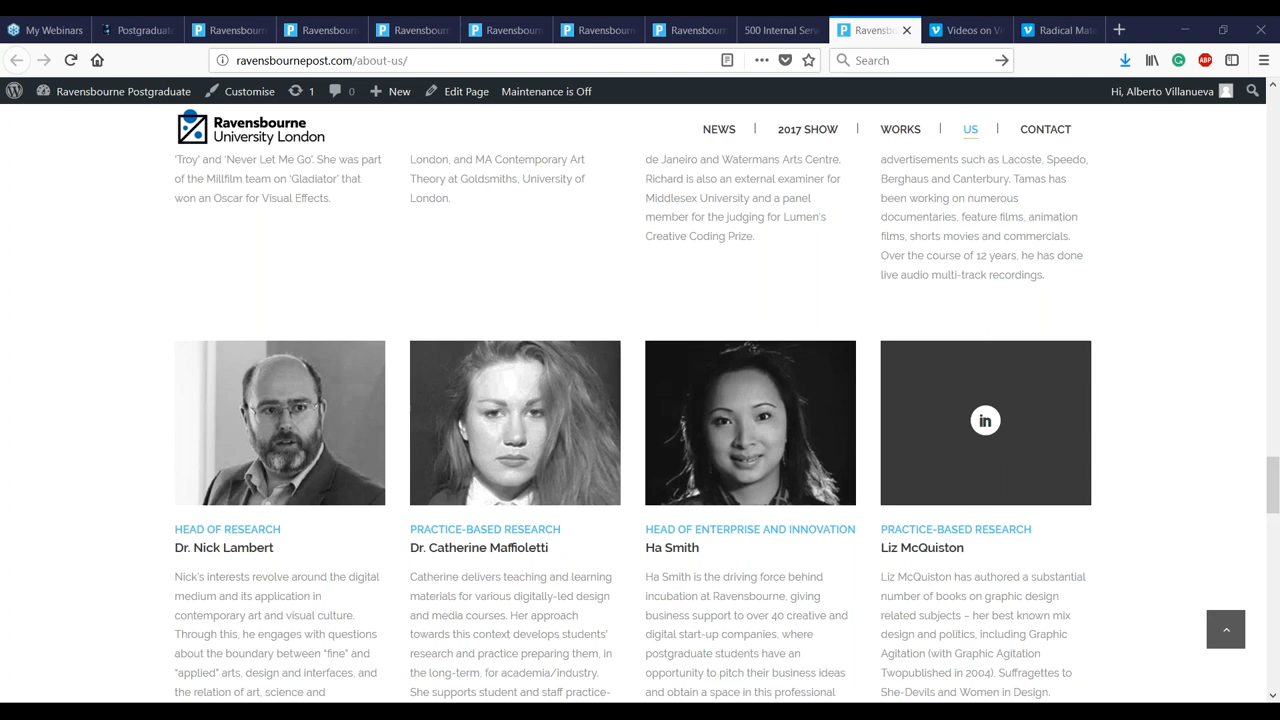 My Webinars
Postgraduat
Ravensbourn
Ravensbourn
Ravensbourn
Ravensbourn
Ravensbourn
Ravensbourn
500 Internal Serv
Ravensbo
Videos on Vi
Radical Mat
ravensbournepost.com/about-us/
Search
ABP
Ravensbourne Postgraduate
Customise
1
0
New
Edit Page
Maintenance is Off
Hi, Alberto Villanueva
Ravensbourne
University London
NEWS | 2017 SHOW | WORKS | US | CONTACT
'Troy' and 'Never Let Me Go'. She was part
of the Millfilm team on 'Gladiator' that
won an Oscar for Visual Effects.
London, and MA Contemporary Art
Theory at Goldsmiths, University of
London.
de Janeiro and Watermans Arts Centre.
Richard is also an external examiner for
Middlesex University and a panel
member for the judging for Lumen's
Creative Coding Prize.
advertisements such as Lacoste, Speedo,
Berghaus and Canterbury. Tamas has
been working on numerous
documentaries, feature films, animation
films, shorts movies and commercials.
Over the course of 12 years, he has done
live audio multi-track recordings.
in
HEAD OF RESEARCH
Dr. Nick Lambert
Nick's interests revolve around the digital
medium and its application in
contemporary art and visual culture.
Through this, he engages with questions
about the boundary between "fine" and
"applied" arts, design and interfaces, and
the relation of art, science and
PRACTICE-BASED RESEARCH
Dr. Catherine Maffioletti
Catherine delivers teaching and learning
materials for various digitally-led design
and media courses. Her approach
towards this context develops students'
research and practice preparing them, in
the long-term, for academia/industry.
She supports student and staff practice-
HEAD OF ENTERPRISE AND INNOVATION
Ha Smith
Ha Smith is the driving force behind
incubation at Ravensbourne, giving
business support to over 40 creative and
digital start-up companies, where
postgraduate students have an
opportunity to pitch their business ideas
and obtain a space in this professional
PRACTICE-BASED RESEARCH
Liz McQuiston
Liz McQuiston has authored a substantial
number of books on graphic design
related subjects – her best known mix
design and politics, including Graphic
Agitation (with Graphic Agitation
Twopublished in 2004), Suffragettes to
She-Devils and Women in Design.